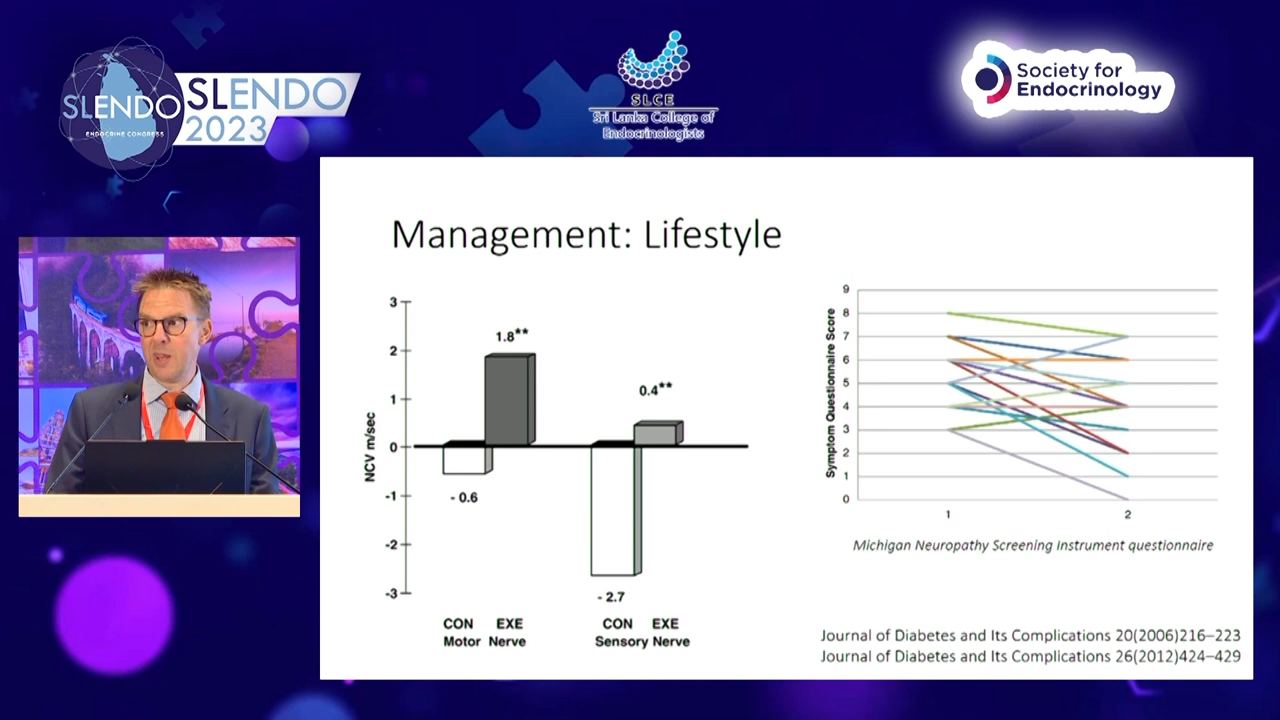 SLENDO
ENDOCRINE CONGRESS
SLENDO
2023
SLCE
Sri Lanka College of
Endocrinologists
Society for
Endocrinology
Management: Lifestyle
NCV m/sec
3
2
1
0
-1
-2
-3
1.8**
0.4**
- 0.6
- 2.7
CON EXE
Motor Nerve
CON EXE
Sensory Nerve
Symptom Questionnaire Score
9
8
7
6
5
4
3
2
1
0
1 2
Michigan Neuropathy Screening Instrument questionnaire
Journal of Diabetes and Its Complications 20(2006)216–223
Journal of Diabetes and Its Complications 26(2012)424–429